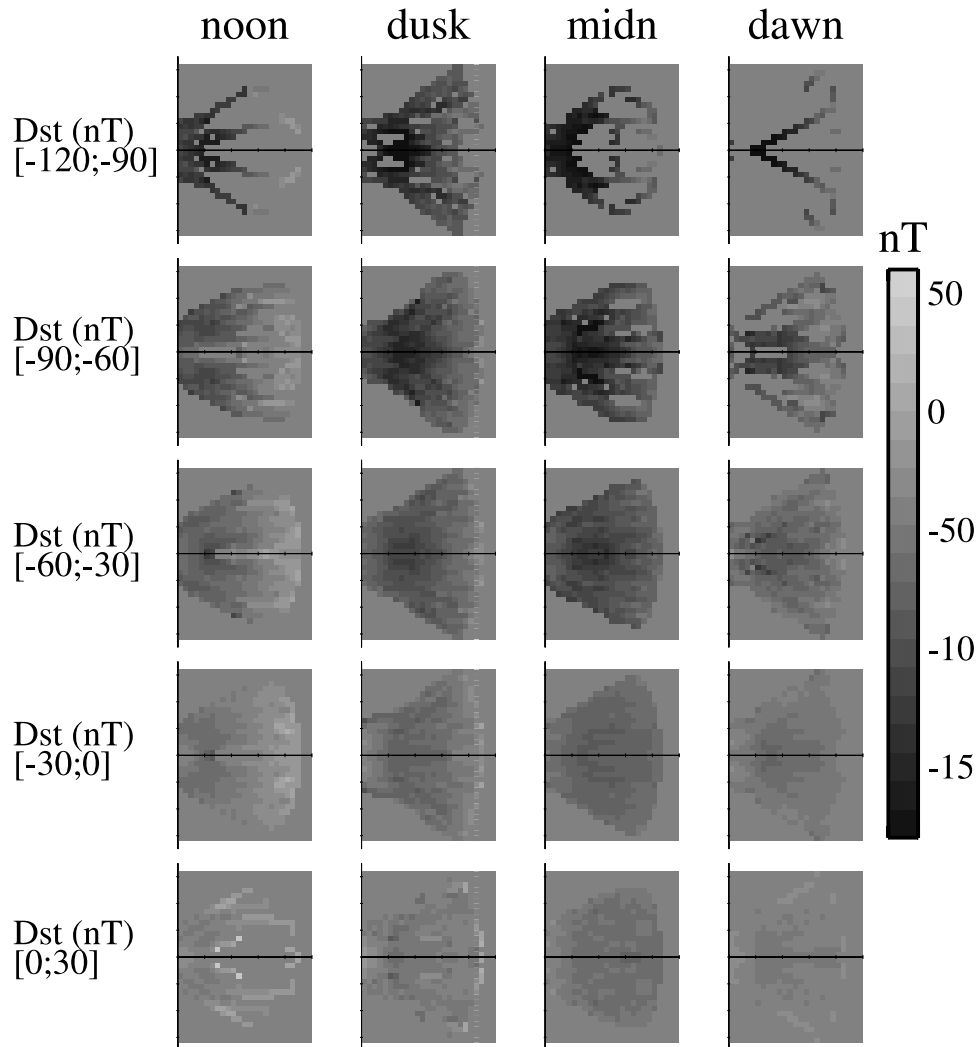 noon dusk midn dawn
Dst (nT)
[-120;-90]
nT
Dst (nT)
[-90;-60]
50
0
Dst (nT)
[-60;-30]
-50
-10
Dst (nT)
[-30;0]
-15
Dst (nT)
[0;30]